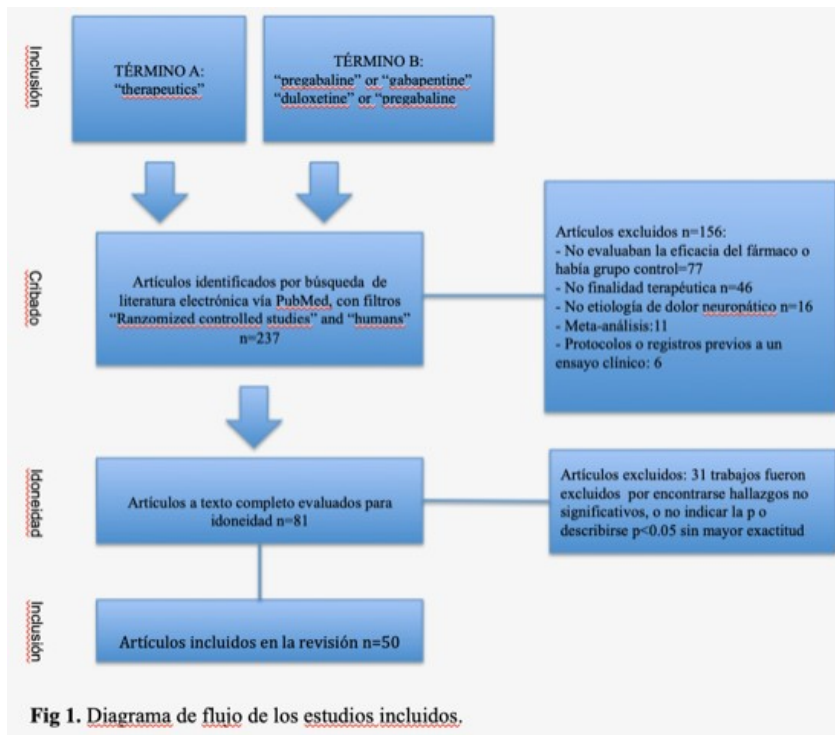 Inclusión
TÉRMINO A:
“therapeutics”
TÉRMINO B:
“pregabaline” or “gabapentine”
“duloxetine” or “pregabaline
Cribado
Artículos identificados por búsqueda de
literatura electrónica vía PubMed, con filtros
“Ranzomized controlled studies” and “humans”
n=237
Artículos excluidos n=156:
- No evaluaban la eficacia del fármaco o
había grupo control=77
- No finalidad terapéutica n=46
- No etiología de dolor neuropático n=16
- Meta-análisis:11
- Protocolos o registros previos a un
ensayo clínico: 6
Idoneidad
Artículos a texto completo evaluados para
idoneidad n=81
Artículos excluidos: 31 trabajos fueron
excluidos por encontrarse hallazgos no
significativos, o no indicar la p o
describirse p<0.05 sin mayor exactitud
Inclusión
Artículos incluidos en la revisión n=50
Fig 1. Diagrama de flujo de los estudios incluidos.